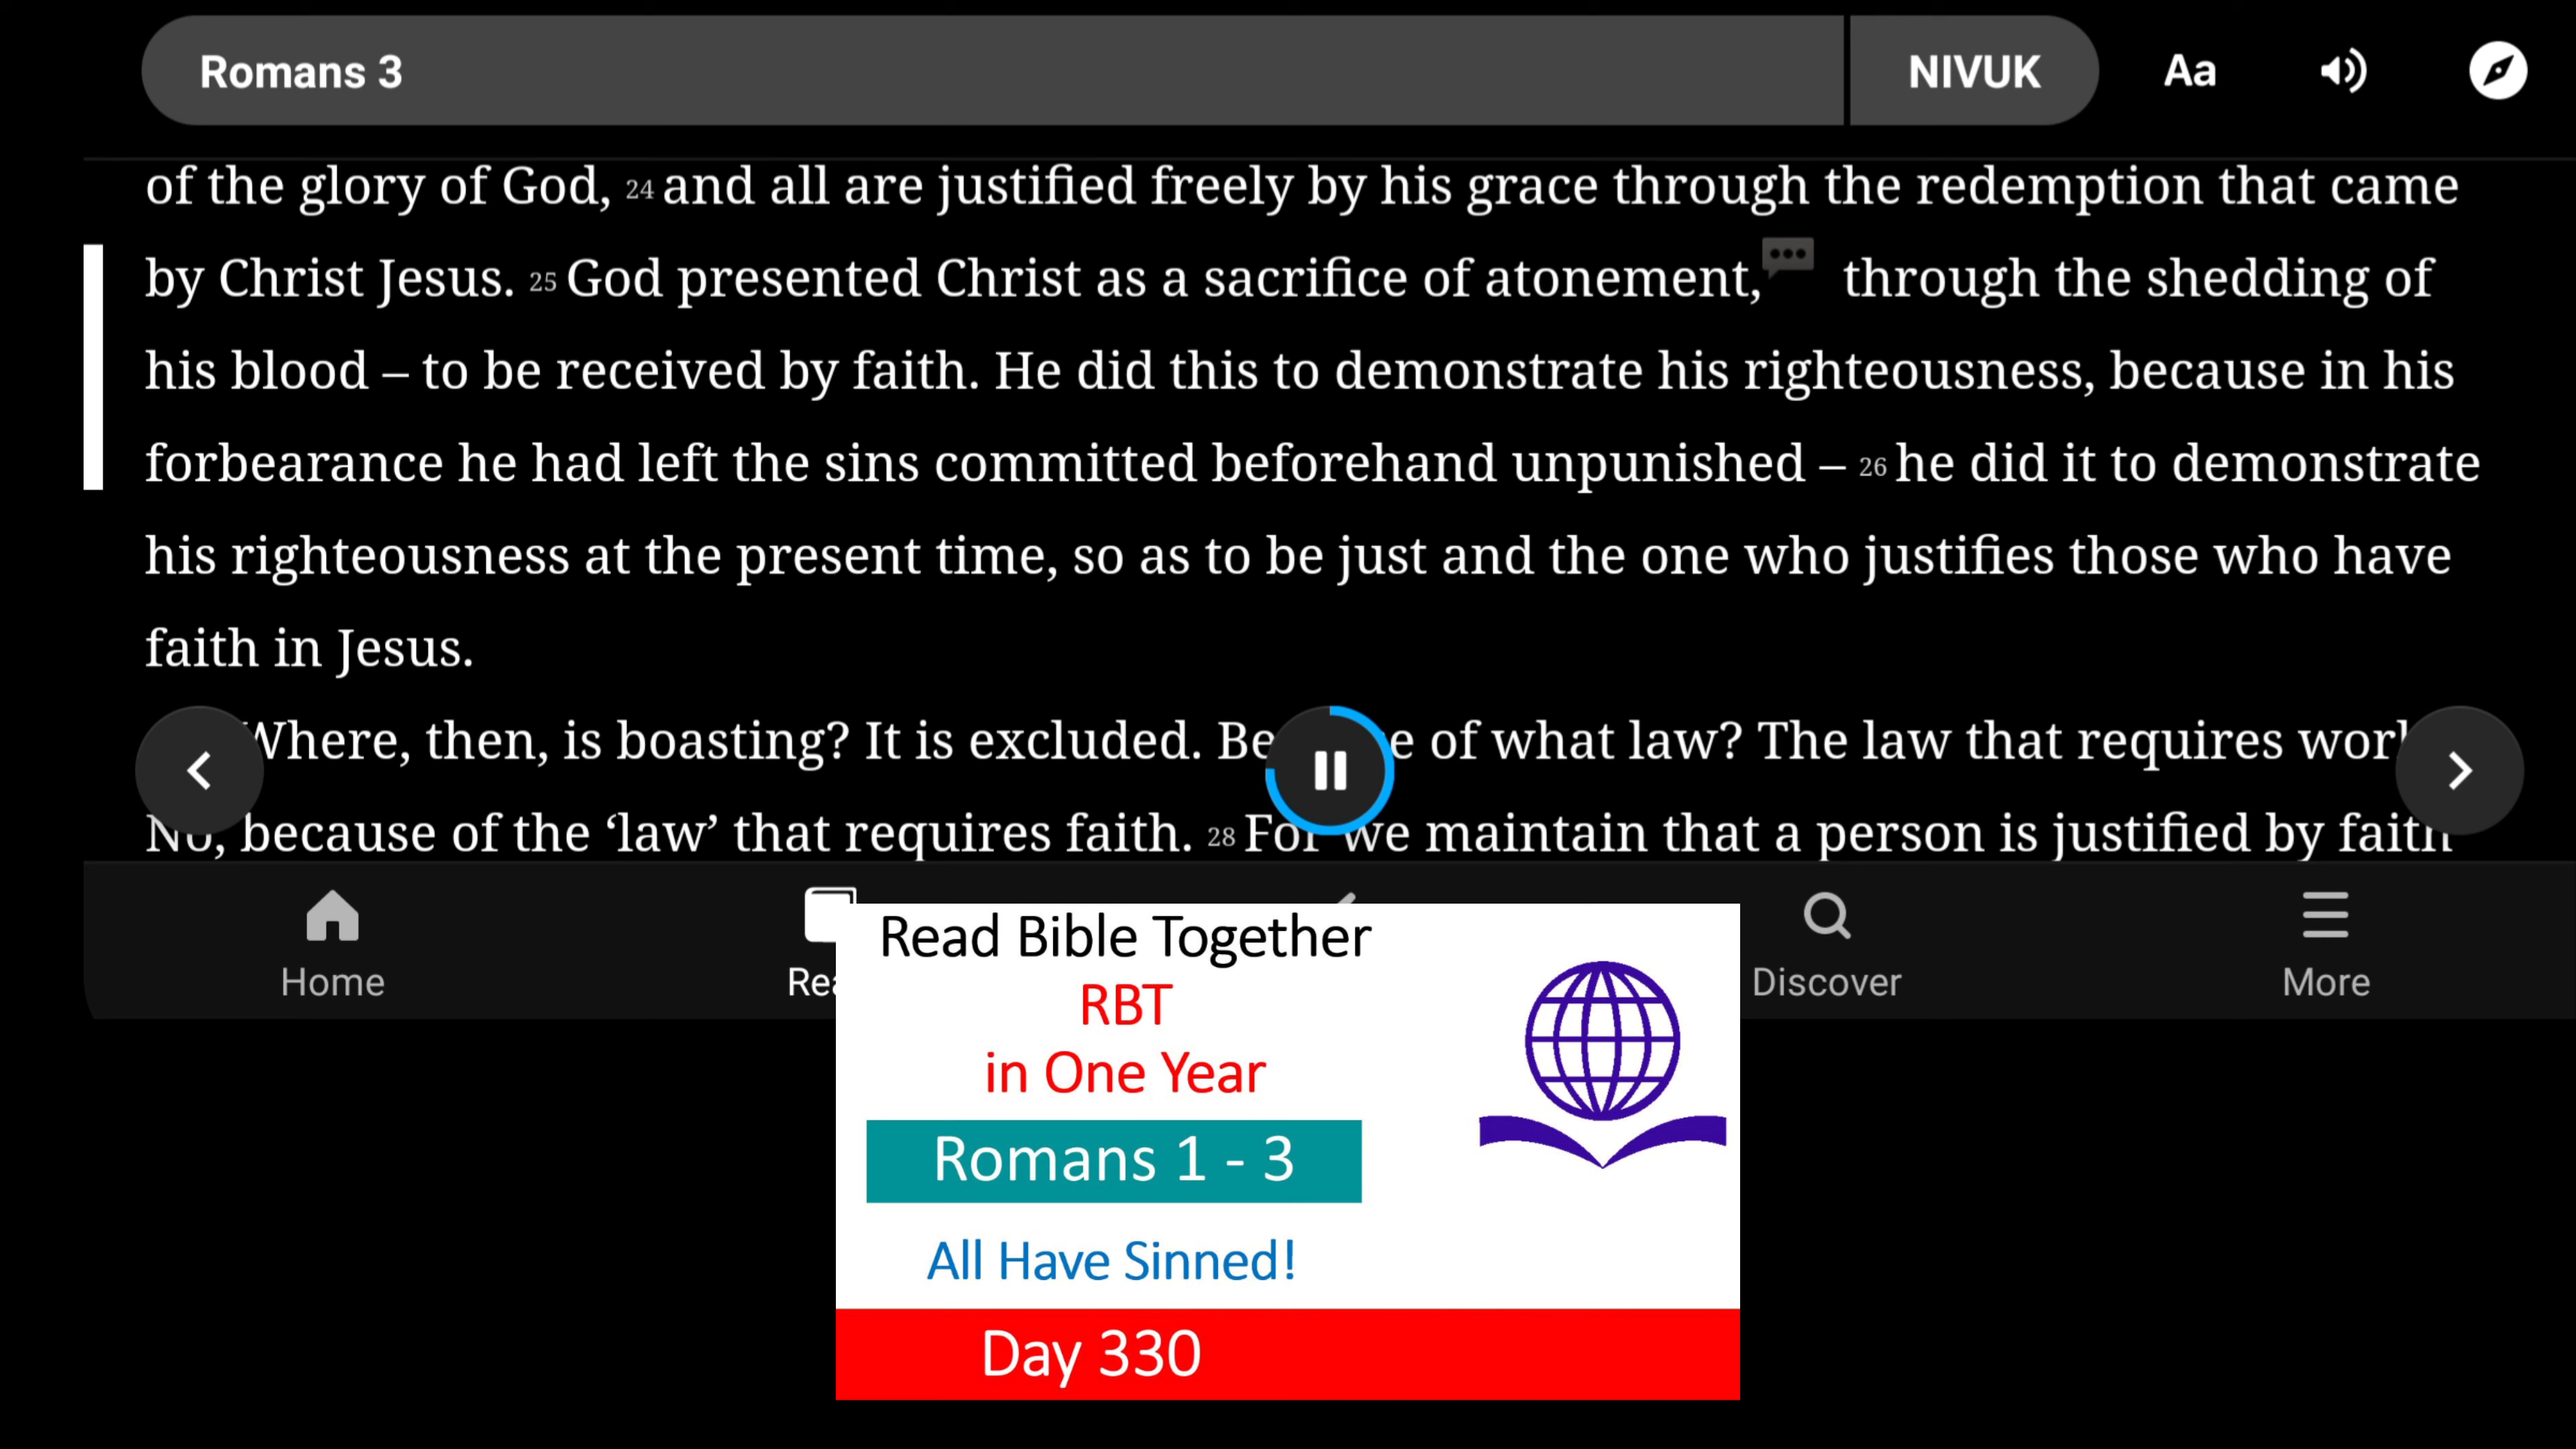 Romans 3
NIVUK
Aa
of the glory of God, 24 and all are justified freely by his grace through the redemption that came
by Christ Jesus. 25 God presented Christ as a sacrifice of atonement, through the shedding of
his blood – to be received by faith. He did this to demonstrate his righteousness, because in his
forbearance he had left the sins committed beforehand unpunished – 26 he did it to demonstrate
his righteousness at the present time, so as to be just and the one who justifies those who have
faith in Jesus.
Where, then, is boasting? It is excluded. of what law? The law that requires
No, because of the ‘law’ that requires faith. 28 For we maintain that a person is justified by faith
Home
Discover
More
Read Bible Together
RBT
in One Year
Romans 1 - 3
All Have Sinned!
Day 330